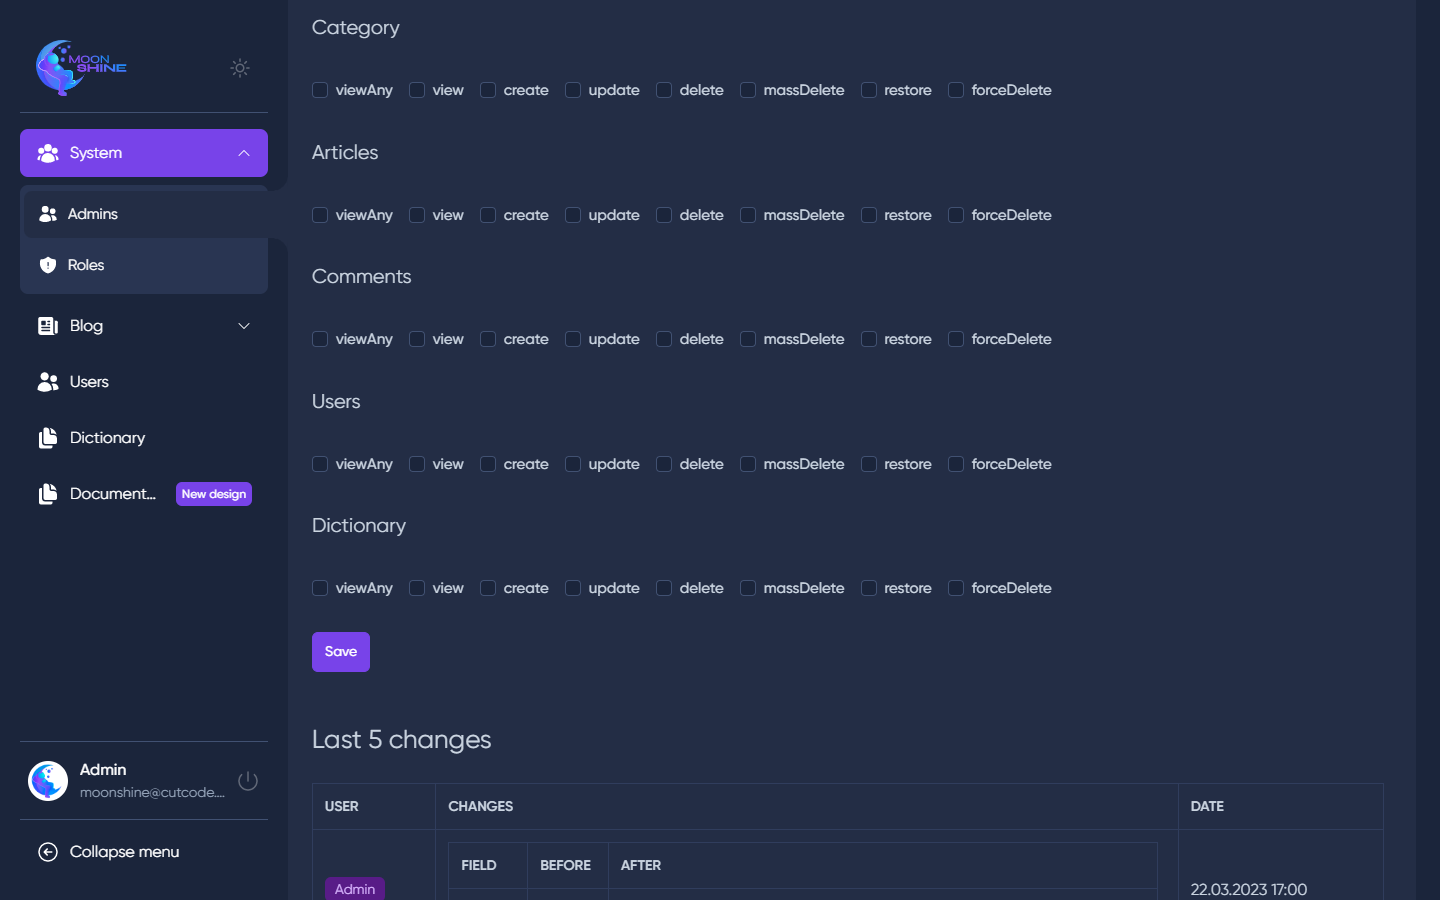 MOON
SHINE
System
Admins
Roles
Blog
Users
Dictionary
Document...
New design
Admin
moonshine@cutcode....
Collapse menu
Category
viewAny view create update delete massDelete restore forceDelete
Articles
viewAny view create update delete massDelete restore forceDelete
Comments
viewAny view create update delete massDelete restore forceDelete
Users
viewAny view create update delete massDelete restore forceDelete
Dictionary
viewAny view create update delete massDelete restore forceDelete
Save
Last 5 changes
USER CHANGES DATE
FIELD BEFORE AFTER
Admin 22.03.2023 17:00